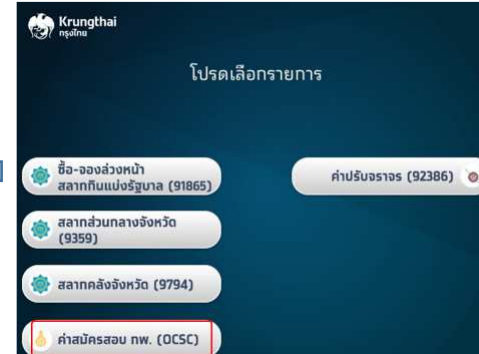 Krungthai
กรุงไทย
โปรดเลือกรายการ
ซื้อ-จองล่วงหน้า
สลากกินแบ่งรัฐบาล (91865)
ค่าปรับจราจร (92386)
สลากส่วนกลางจังหวัด
(9359)
สลากคลังจังหวัด (9794)
ค่าสมัครสอบ กพ. (OCSC)